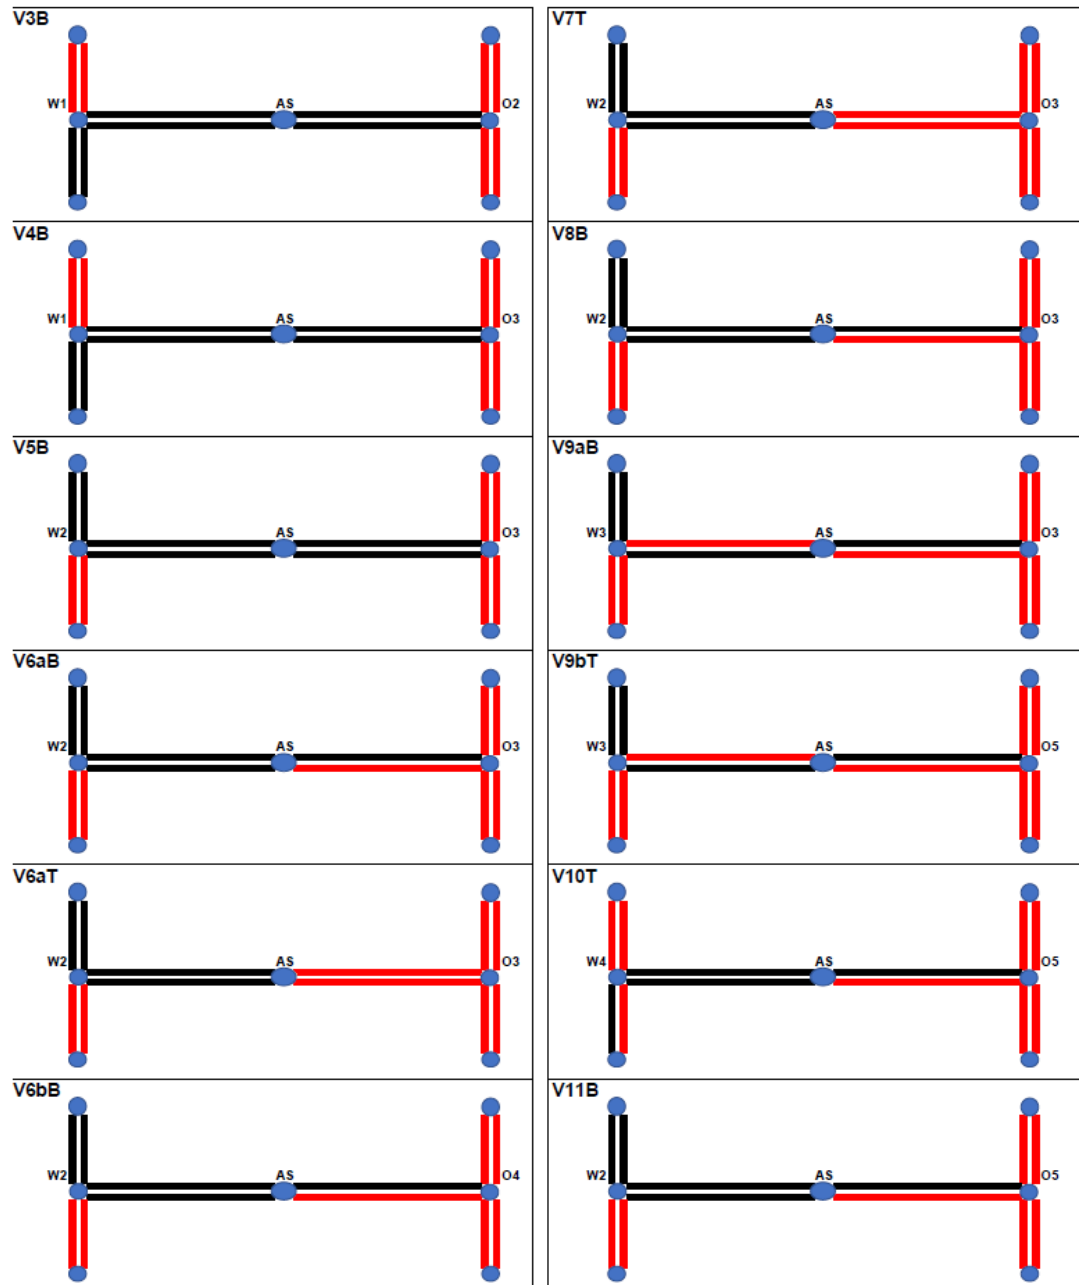 V3B
W1 AS O2
V4B
W1 AS O3
V5B
W2 AS O3
V6aB
W2 AS O3
V6aT
W2 AS O3
V6bB
W2 AS O4
V7T
W2 AS O3
V8B
W2 AS O3
V9aB
W3 AS O3
V9bT
W3 AS O5
V10T
W4 AS O5
V11B
W2 AS O5